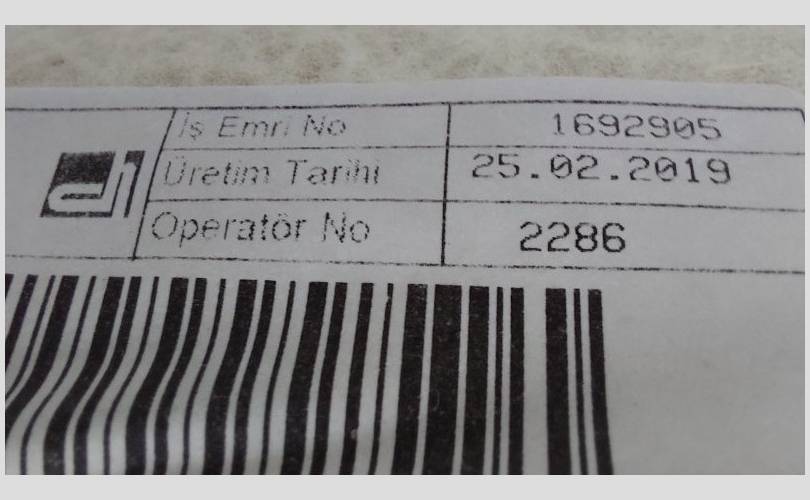 İş Emri No 1692905
Üretim Tarihi 25.02.2019
Operatör No 2286